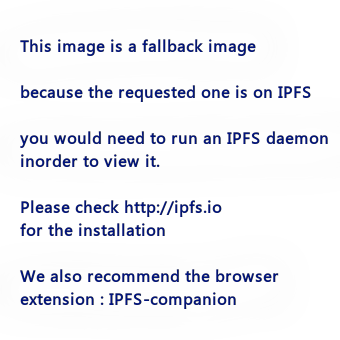 This image is a fallback image
because the requested one is on IPFS
you would need to run an IPFS daemon
inorder to view it.
Please check http://ipfs.io
for the installation
We also recommend the browser
extension : IPFS-companion